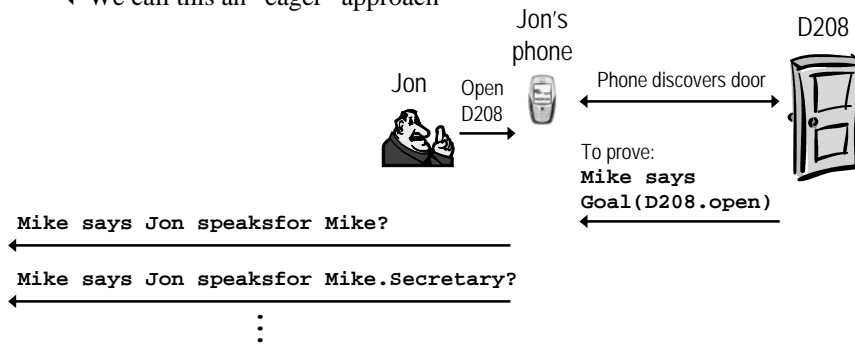 We call this an "eager" approach
Jon's
phone
D208
Jon
Open
D208
Phone discovers door
To prove:
Mike says
Goal(D208.open)
Mike says Jon speaksfor Mike?
Mike says Jon speaksfor Mike.Secretary?
⋮